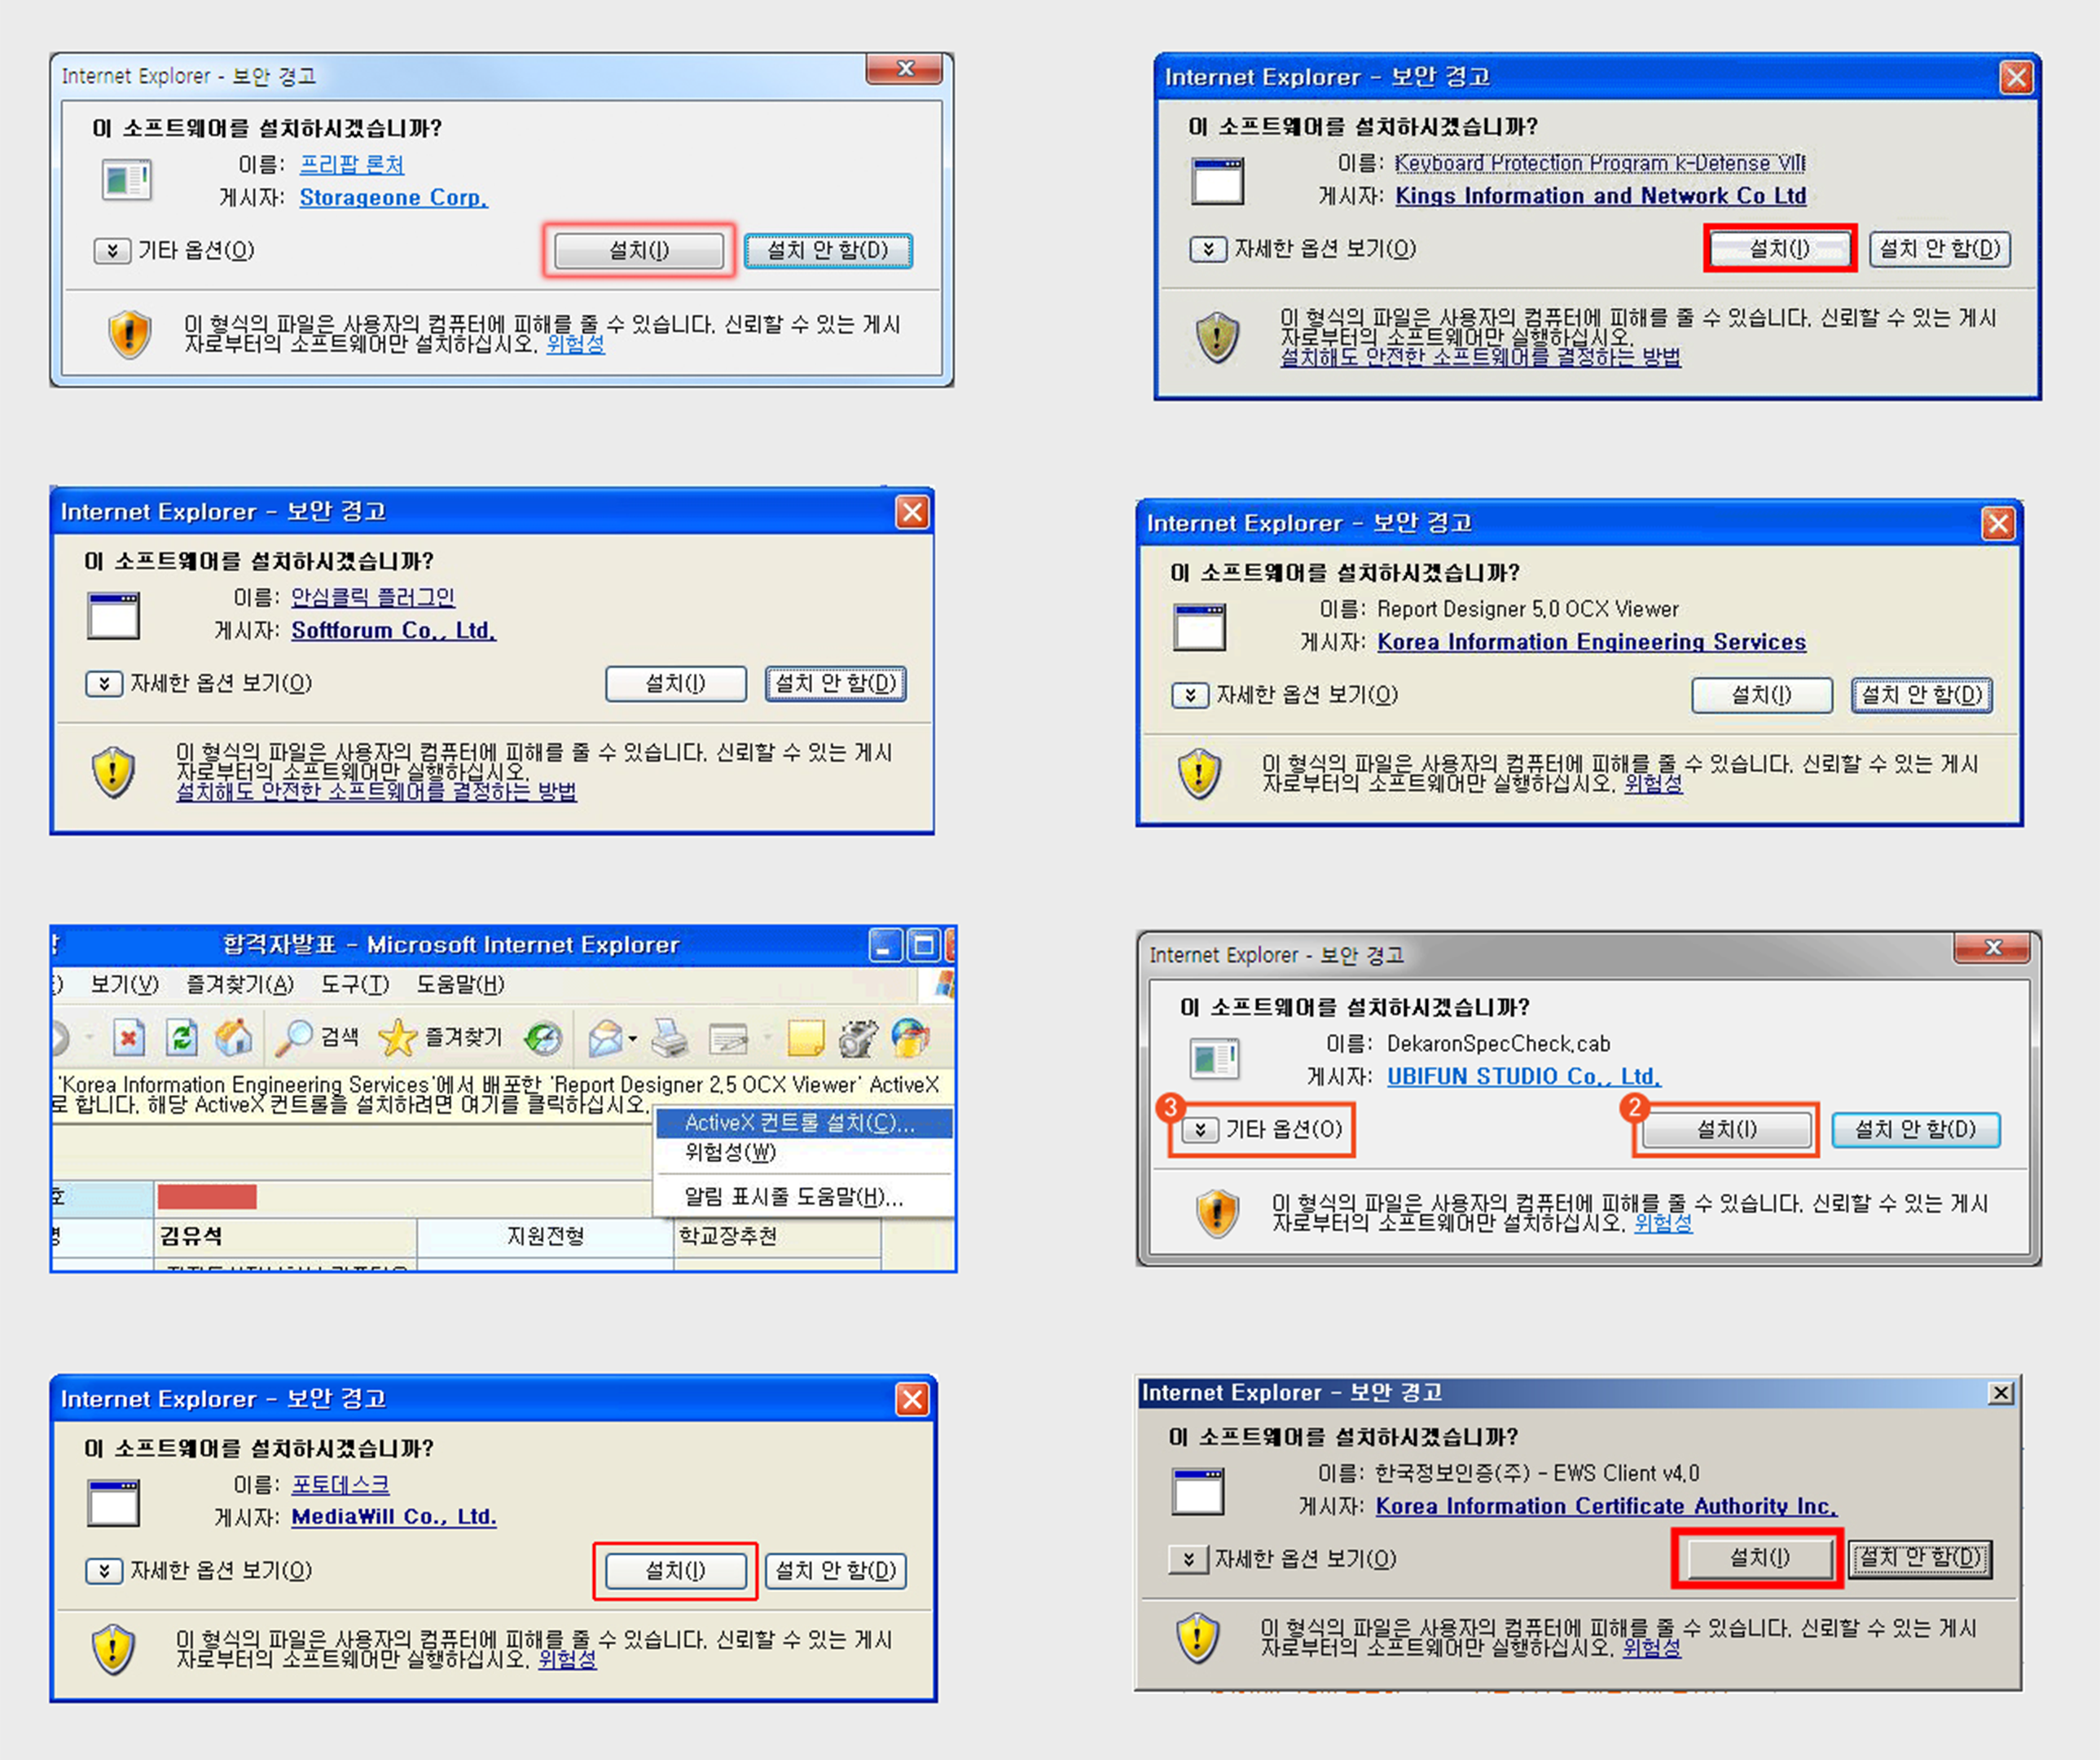 Internet Explorer - 보안 경고
이 소프트웨어를 설치하시겠습니까?
이름: 프리팝 론처
게시자: Storageone Corp.
기타 옵션(O)
설치(I)
설치 안 함(D)
이 형식의 파일은 사용자의 컴퓨터에 피해를 줄 수 있습니다. 신뢰할 수 있는 게시
자로부터의 소프트웨어만 설치하십시오. 위험성
Internet Explorer - 보안 경고
이 소프트웨어를 설치하시겠습니까?
이름: Keyboard Protection Program K-Defense VIII
게시자: Kings Information and Network Co Ltd
자세한 옵션 보기(O)
설치(I)
설치 안 함(D)
이 형식의 파일은 사용자의 컴퓨터에 피해를 줄 수 있습니다. 신뢰할 수 있는 게시
자로부터의 소프트웨어만 실행하십시오.
설치해도 안전한 소프트웨어를 결정하는 방법
Internet Explorer - 보안 경고
이 소프트웨어를 설치하시겠습니까?
이름: 안심클릭 플러그인
게시자: Softforum Co., Ltd.
자세한 옵션 보기(O)
설치(I)
설치 안 함(D)
이 형식의 파일은 사용자의 컴퓨터에 피해를 줄 수 있습니다. 신뢰할 수 있는 게시
자로부터의 소프트웨어만 실행하십시오.
설치해도 안전한 소프트웨어를 결정하는 방법
Internet Explorer - 보안 경고
이 소프트웨어를 설치하시겠습니까?
이름: Report Designer 5.0 OCX Viewer
게시자: Korea Information Engineering Services
자세한 옵션 보기(O)
설치(I)
설치 안 함(D)
이 형식의 파일은 사용자의 컴퓨터에 피해를 줄 수 있습니다. 신뢰할 수 있는 게시
자로부터의 소프트웨어만 실행하십시오. 위험성
합격자발표 - Microsoft Internet Explorer
보기(V) 즐겨찾기(A) 도구(T) 도움말(H)
검색 즐겨찾기
'Korea Information Engineering Services'에서 배포한 'Report Designer 2.5 OCX Viewer' ActiveX
로 합니다. 해당 ActiveX 컨트롤을 설치하려면 여기를 클릭하십시오.
ActiveX 컨트롤 설치(C)...
위험성(W)
알림 표시줄 도움말(H)...
호
명 김유석 지원전형 학교장추천
Internet Explorer - 보안 경고
이 소프트웨어를 설치하시겠습니까?
이름: DekaronSpecCheck.cab
게시자: UBIFUN STUDIO Co., Ltd.
3 기타 옵션(O)
2 설치(I)
설치 안 함(D)
이 형식의 파일은 사용자의 컴퓨터에 피해를 줄 수 있습니다. 신뢰할 수 있는 게시
자로부터의 소프트웨어만 설치하십시오. 위험성
Internet Explorer - 보안 경고
이 소프트웨어를 설치하시겠습니까?
이름: 포토데스크
게시자: MediaWill Co., Ltd.
자세한 옵션 보기(O)
설치(I)
설치 안 함(D)
이 형식의 파일은 사용자의 컴퓨터에 피해를 줄 수 있습니다. 신뢰할 수 있는 게시
자로부터의 소프트웨어만 실행하십시오. 위험성
Internet Explorer - 보안 경고
이 소프트웨어를 설치하시겠습니까?
이름: 한국정보인증(주) - EWS Client v4.0
게시자: Korea Information Certificate Authority Inc.
자세한 옵션 보기(O)
설치(I)
설치 안 함(D)
이 형식의 파일은 사용자의 컴퓨터에 피해를 줄 수 있습니다. 신뢰할 수 있는 게시
자로부터의 소프트웨어만 실행하십시오. 위험성